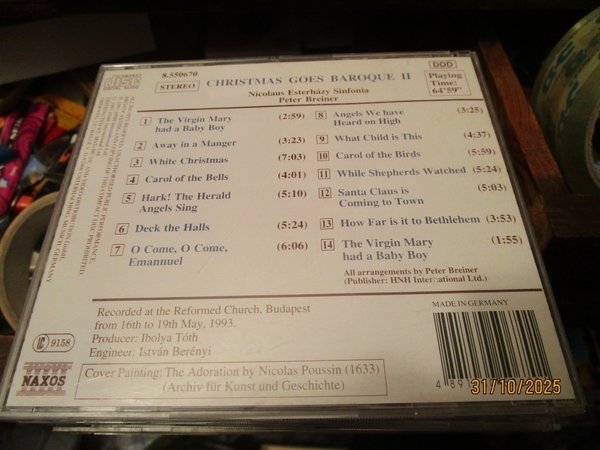 8.550670
DDD
STEREO
CHRISTMAS GOES BAROQUE II
Nicolaus Esterházy Sinfonia
Peter Breiner
Playing
Time:
64'59"
1 The Virgin Mary (2:59)
had a Baby Boy
2 Away in a Manger (3:23)
3 White Christmas (7:03)
4 Carol of the Bells (4:01)
5 Hark! The Herald (5:10)
Angels Sing
6 Deck the Halls (5:24)
7 O Come, O Come, (6:06)
Emannuel
8 Angels We have (3:25)
Heard on High
9 What Child is This (4:37)
10 Carol of the Birds (5:59)
11 While Shepherds Watched (5:24)
12 Santa Claus is (5:03)
Coming to Town
13 How Far is it to Bethlehem (3:53)
14 The Virgin Mary (1:55)
had a Baby Boy
All arrangements by Peter Breiner
(Publisher: HNH International Ltd.)
Recorded at the Reformed Church, Budapest
from 16th to 19th May, 1993.
Producer: Ibolya Tóth
Engineer: István Berényi
MADE IN GERMANY
LC 9158
NAXOS
Cover Painting: The Adoration by Nicolas Poussin (1633)
(Archiv für Kunst und Geschichte)
4 89
31/10/2025